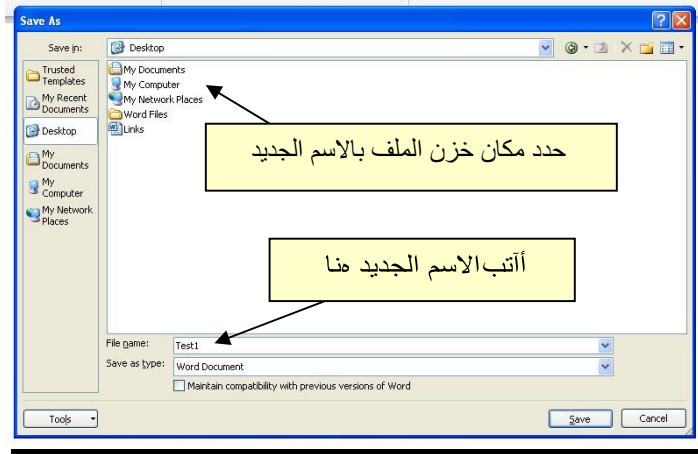 Save As
Save in:
Desktop
Trusted
Templates
My Recent
Documents
Desktop
My
Documents
My
Computer
My Network
Places
My Documents
My Computer
My Network Places
Word Files
Links
حدد مكان خزن الملف بالاسم الجديد
أآتب الاسم الجديد هنا
File name:
Test1
Save as type:
Word Document
Maintain compatibility with previous versions of Word
Tools
Save
Cancel